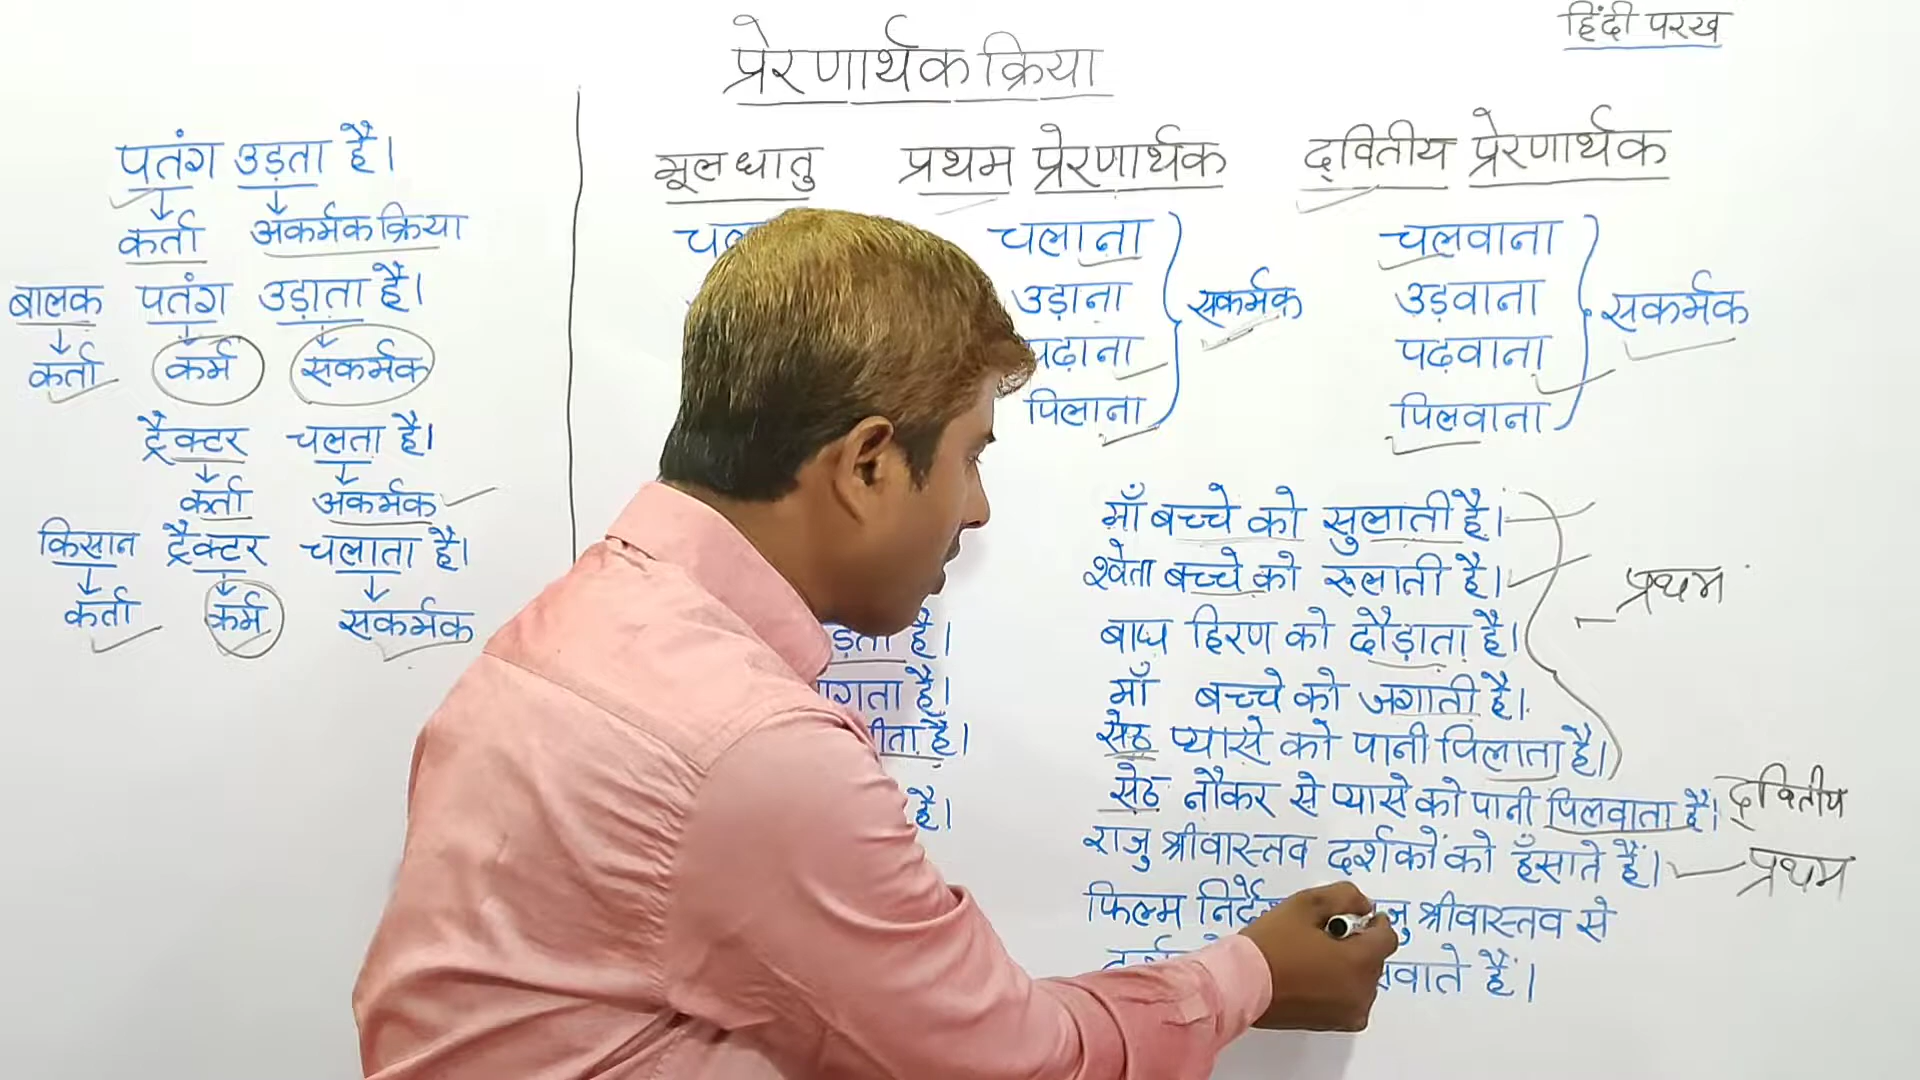 हिंदी परख
प्रेरणार्थक क्रिया
पतंग उड़ता है।
कर्ता अकर्मक क्रिया
बालक पतंग उड़ाता है।
कर्ता कर्म सकर्मक
ट्रैक्टर चलता है।
कर्ता अकर्मक
किसान ट्रैक्टर चलाता है।
कर्ता कर्म सकर्मक
मूल धातु प्रथम प्रेरणार्थक द्वितीय प्रेरणार्थक
चलाना चलवाना
उड़ाना उड़वाना
सकर्मक सकर्मक
पढ़वाना
पिलाना पिलवाना
माँ बच्चे को सुलाती है।
श्वेता बच्चे को रूलाती है।
प्रथम
है। बाघ हिरण को दौड़ाता है।
है। माँ बच्चे को जगाती है।
है। सेठ प्यासे को पानी पिलाता है।
है। सेठ नौकर से प्यासे को पानी पिलवाता है। द्वितीय
राजु श्रीवास्तव दर्शकों को हँसाते हैं। प्रथम
फिल्म श्रीवास्तव से
हैं।